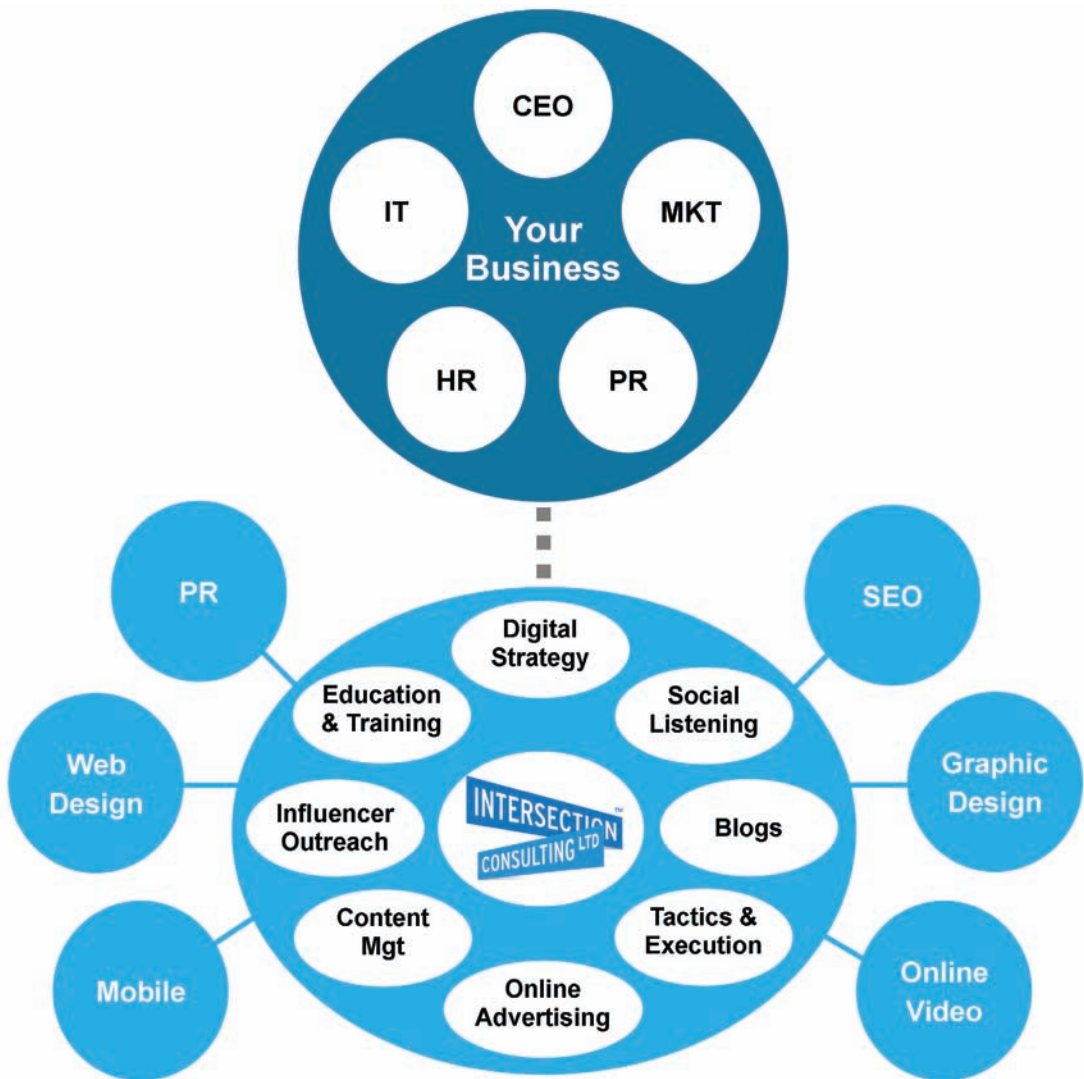 CEO
IT
MKT
Your
Business
HR
PR
PR
SEO
Digital
Strategy
Education
& Training
Social
Listening
Web
Design
Graphic
Design
Influencer
Outreach
INTERSECTION™
CONSULTING LTD
Blogs
Content
Mgt
Tactics &
Execution
Mobile
Online
Advertising
Online
Video